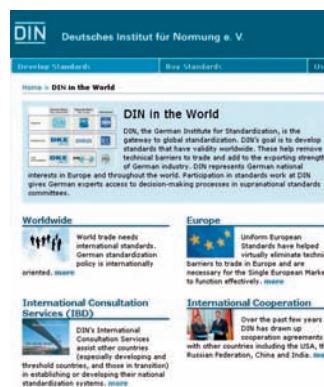 DIN Deutsches Institut für Normung e. V.
Develop Standards Buy Standards
Home » DIN in the World
DIN in the World
DIN, the German Institute for Standardization, is the
gateway to global standardization. DIN's goal is to develop
standards that have validity worldwide. These help remove
technical barriers to trade and add to the exporting strength
of German industry. DIN represents German national
interests in Europe and throughout the world. Participation in standards work at DIN
gives German experts access to decision-making processes in supranational standards
committees.
Worldwide
World trade needs
international standards.
German standardization
policy is internationally
oriented. more
Europe
Uniform European
Standards have helped
virtually eliminate techni
barriers to trade in Europe and are
necessary for the Single European Marke
to function effectively. more
International Consultation
Services (IBD)
DIN's International
Consultation Services
assist other countries
(especially developing and
threshold countries, and those in transition)
in establishing or developing their national
standardization systems. more
International Cooperation
Over the past few years
DIN has drawn up
cooperation agreements
with other countries including the USA, th
Russian Federation, China and India.